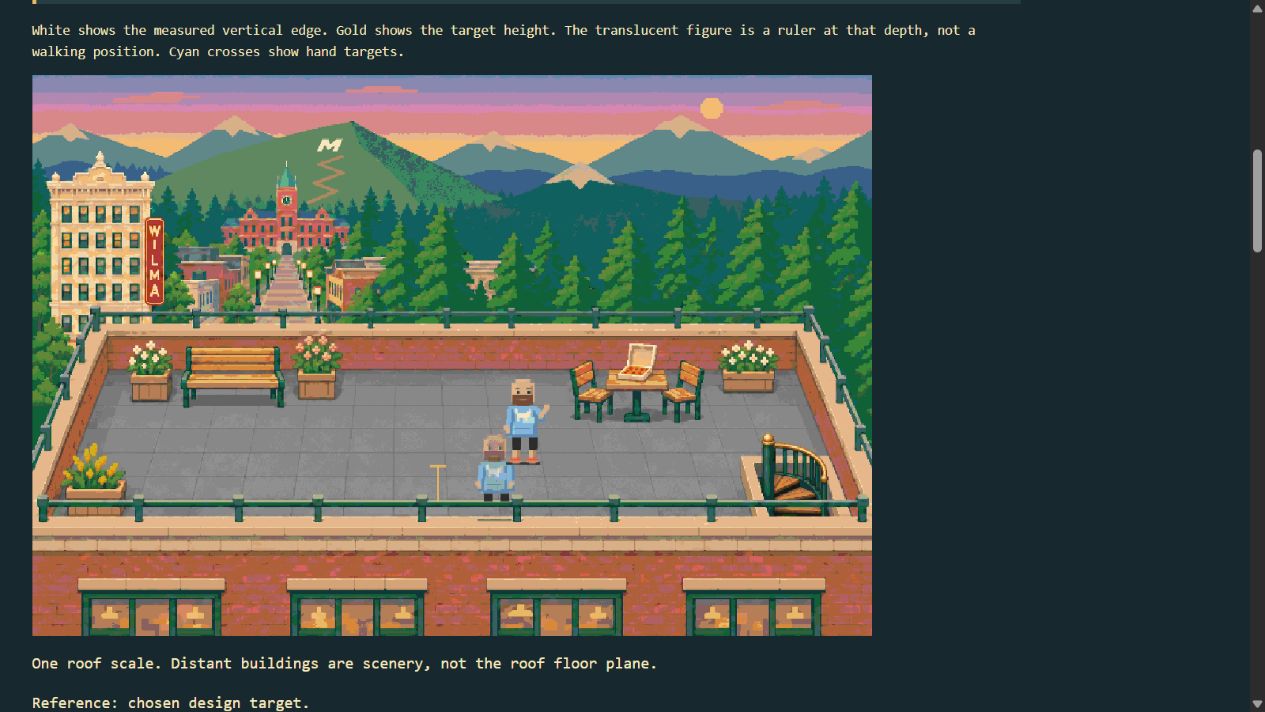 White shows the measured vertical edge. Gold shows the target height. The translucent figure is a ruler at that depth, not a
walking position. Cyan crosses show hand targets.
M
WILMA
One roof scale. Distant buildings are scenery, not the roof floor plane.
Reference: chosen design target.